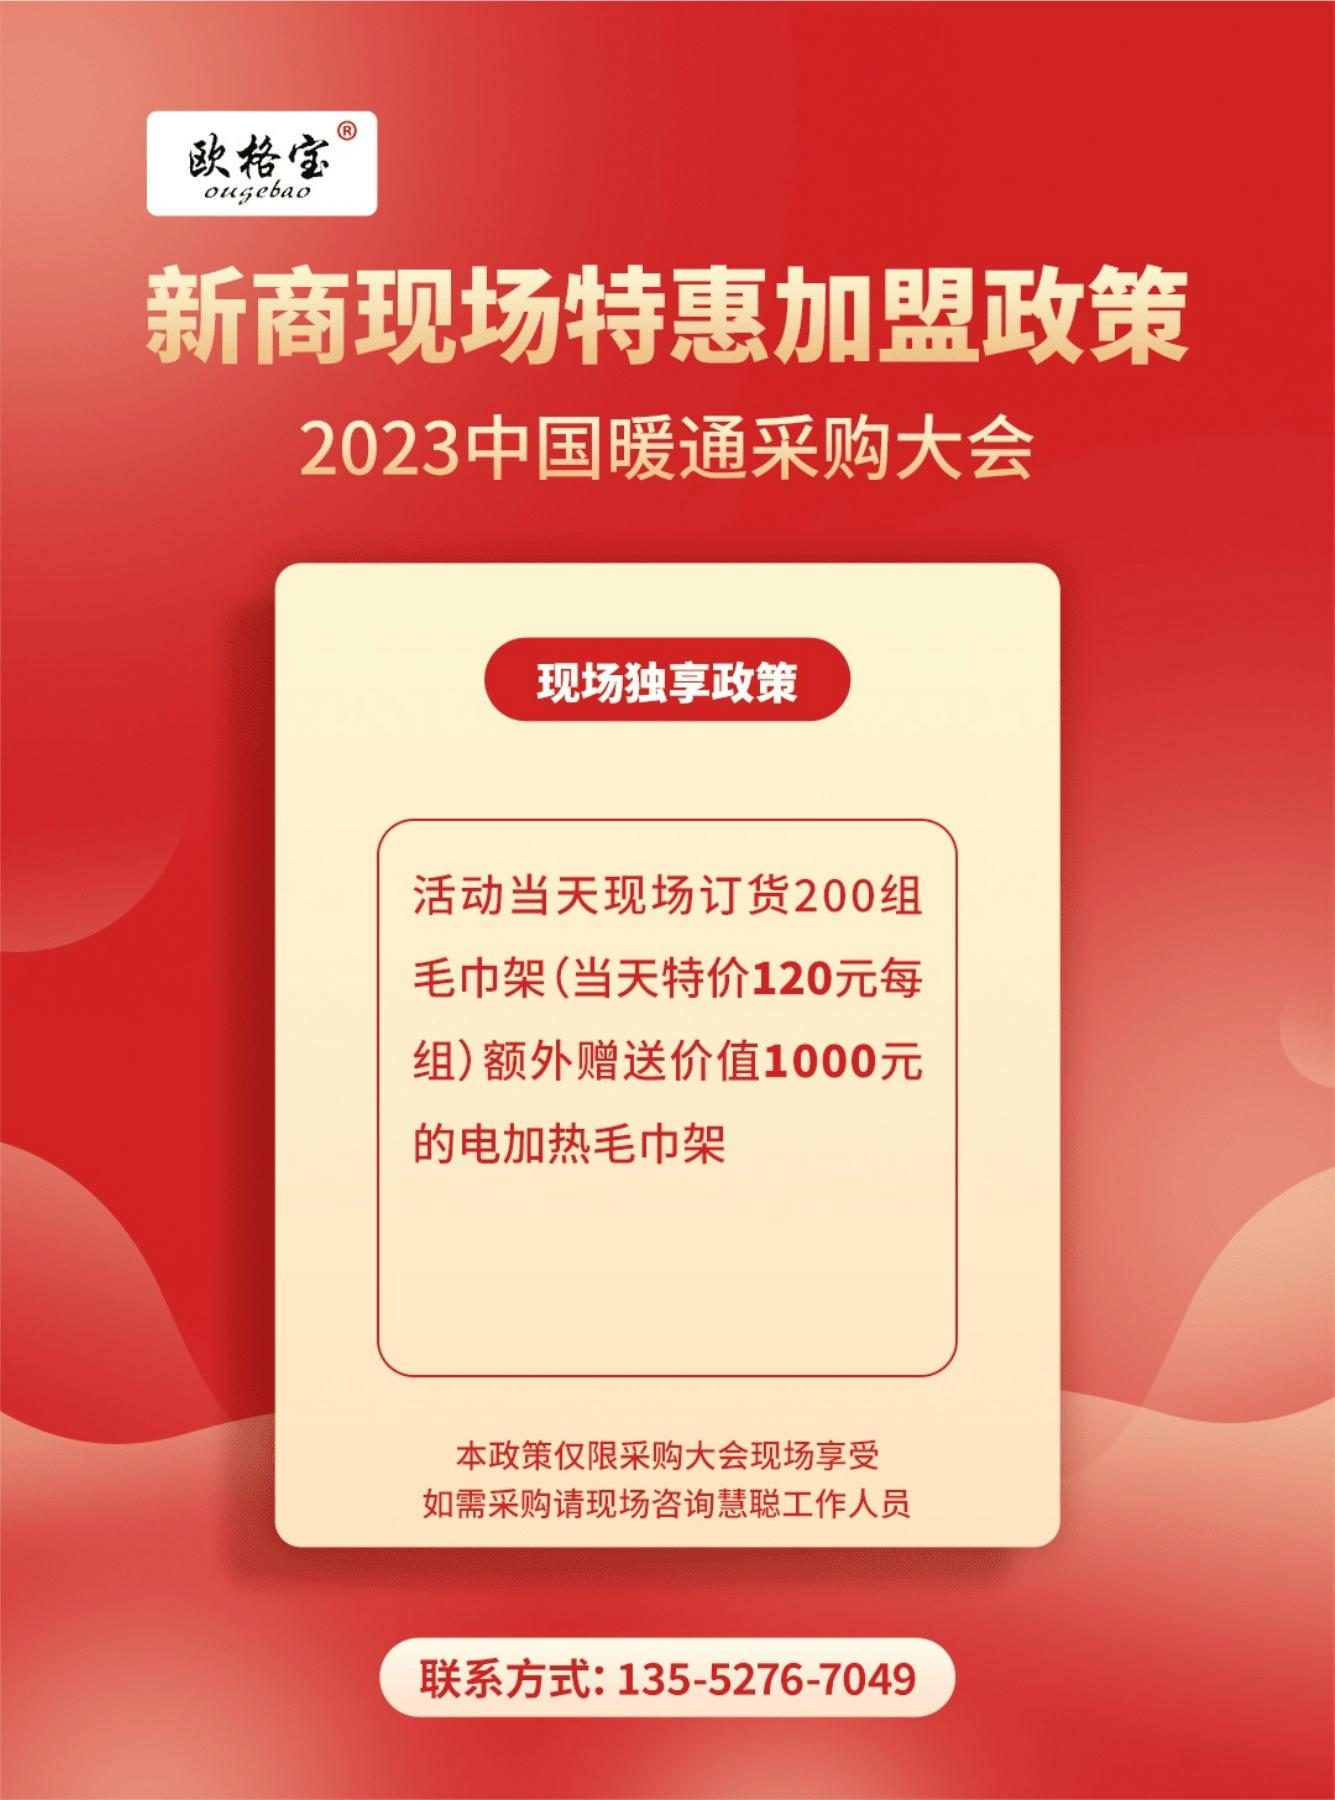 欧格宝®
ougebao
新商现场特惠加盟政策
2023中国暖通采购大会
现场独享政策
活动当天现场订货200组
毛巾架（当天特价120元每
组）额外赠送价值1000元
的电加热毛巾架
本政策仅限采购大会现场享受
如需采购请现场咨询慧聪工作人员
联系方式：135-5276-7049